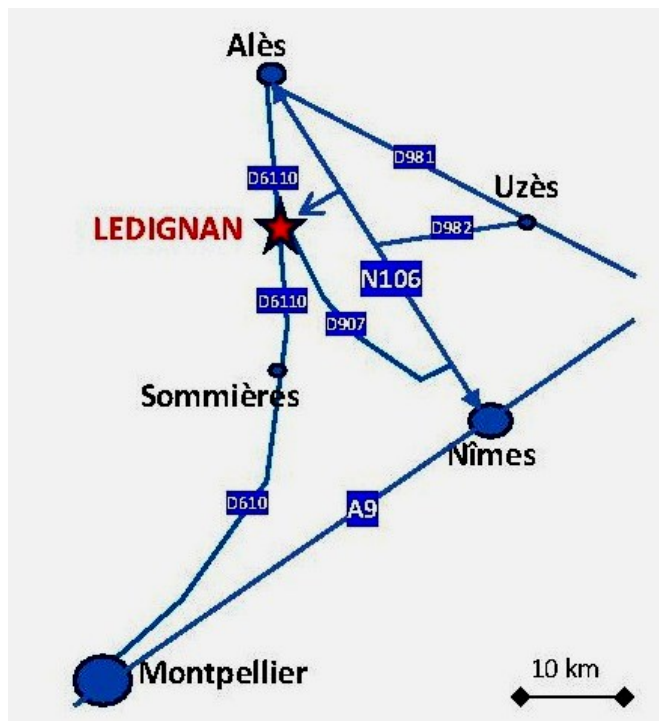 Alès
D981
D6110
Uzès
LEDIGNAN
D982
N106
D6110
D907
Sommières
Nîmes
D610
A9
Montpellier
10 km